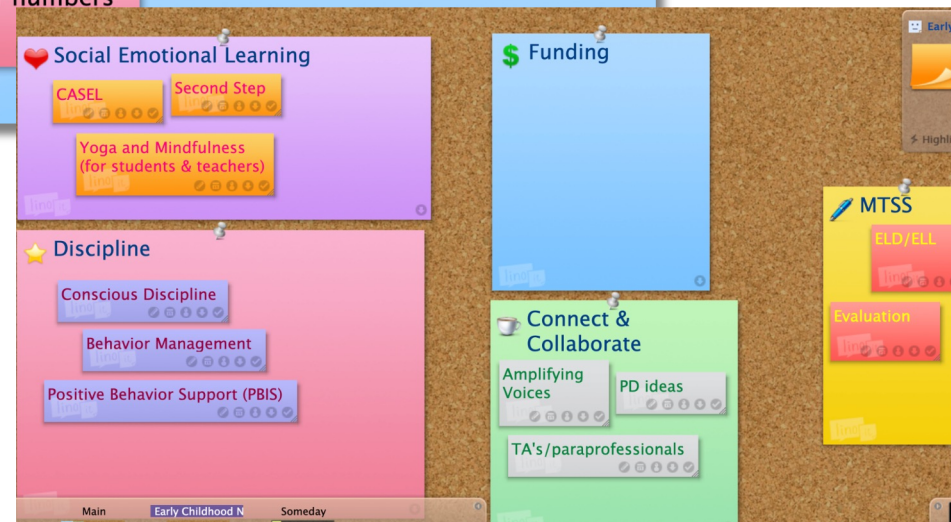 numbers
Social Emotional Learning
CASEL
Second Step
Yoga and Mindfulness
(for students & teachers)
Discipline
Conscious Discipline
Behavior Management
Positive Behavior Support (PBIS)
$ Funding
Connect &
Collaborate
Amplifying
Voices
PD ideas
TA's/paraprofessionals
Early
Highli
MTSS
ELD/ELL
Evaluation
Main
Early Childhood N
Someday